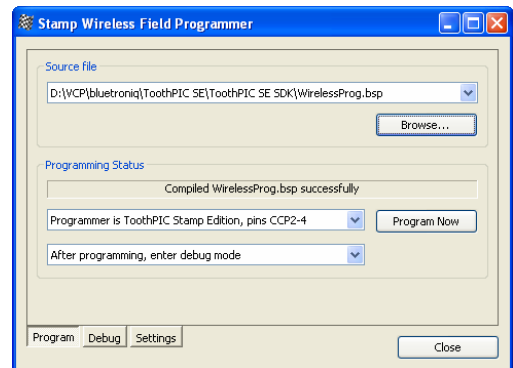 Stamp Wireless Field Programmer
Source file
D:\VCP\bluetroniq\ToothPIC SE\ToothPIC SE SDK\WirelessProg.bsp
Browse...
Programming Status
Compiled WirelessProg.bsp successfully
Programmer is ToothPIC Stamp Edition, pins CCP2-4
Program Now
After programming, enter debug mode
Program Debug Settings
Close